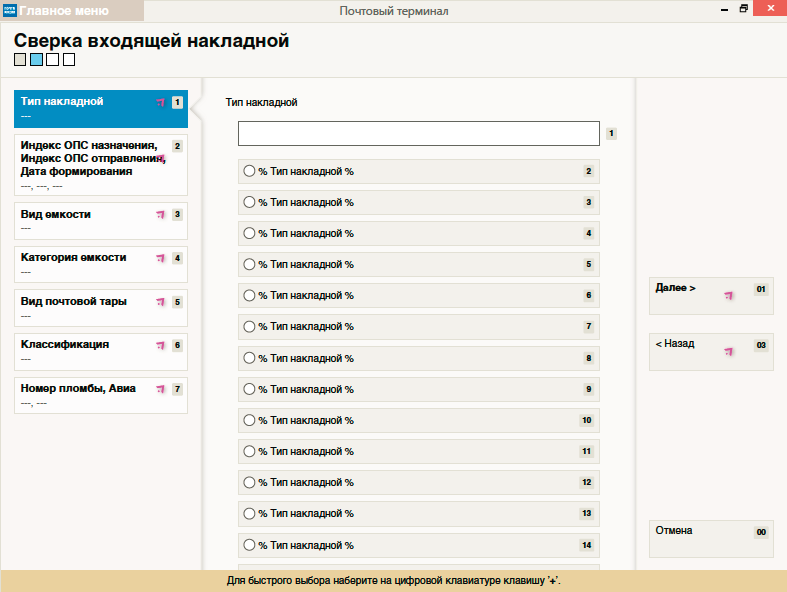 Главное меню
Почтовый терминал
Сверка входящей накладной
Тип накладной 1
---
Индекс ОПС назначения, 2
Индекс ОПС отправления,
Дата формирования
---, ---, ---
Вид емкости 3
---
Категория емкости 4
---
Вид почтовой тары 5
---
Классификация 6
---
Номер пломбы, Авиа 7
---, ---
Тип накладной
1
% Тип накладной % 2
% Тип накладной % 3
% Тип накладной % 4
% Тип накладной % 5
% Тип накладной % 6
% Тип накладной % 7
% Тип накладной % 8
% Тип накладной % 9
% Тип накладной % 10
% Тип накладной % 11
% Тип накладной % 12
% Тип накладной % 13
% Тип накладной % 14
Далее > 01
< Назад 03
Отмена 00
Для быстрого выбора наберите на цифровой клавиатуре клавишу '+'.